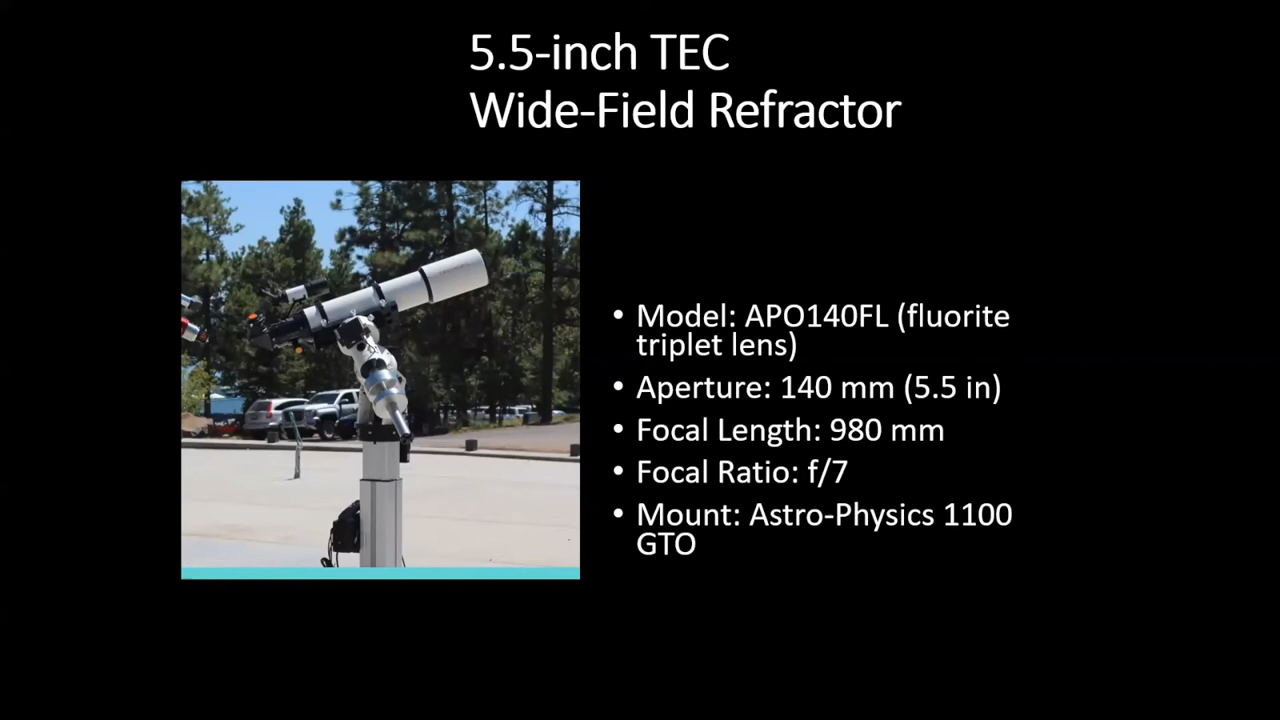 5.5-inch TEC
Wide-Field Refractor
• Model: APO140FL (fluorite
triplet lens)
• Aperture: 140 mm (5.5 in)
• Focal Length: 980 mm
• Focal Ratio: f/7
• Mount: Astro-Physics 1100
GTO